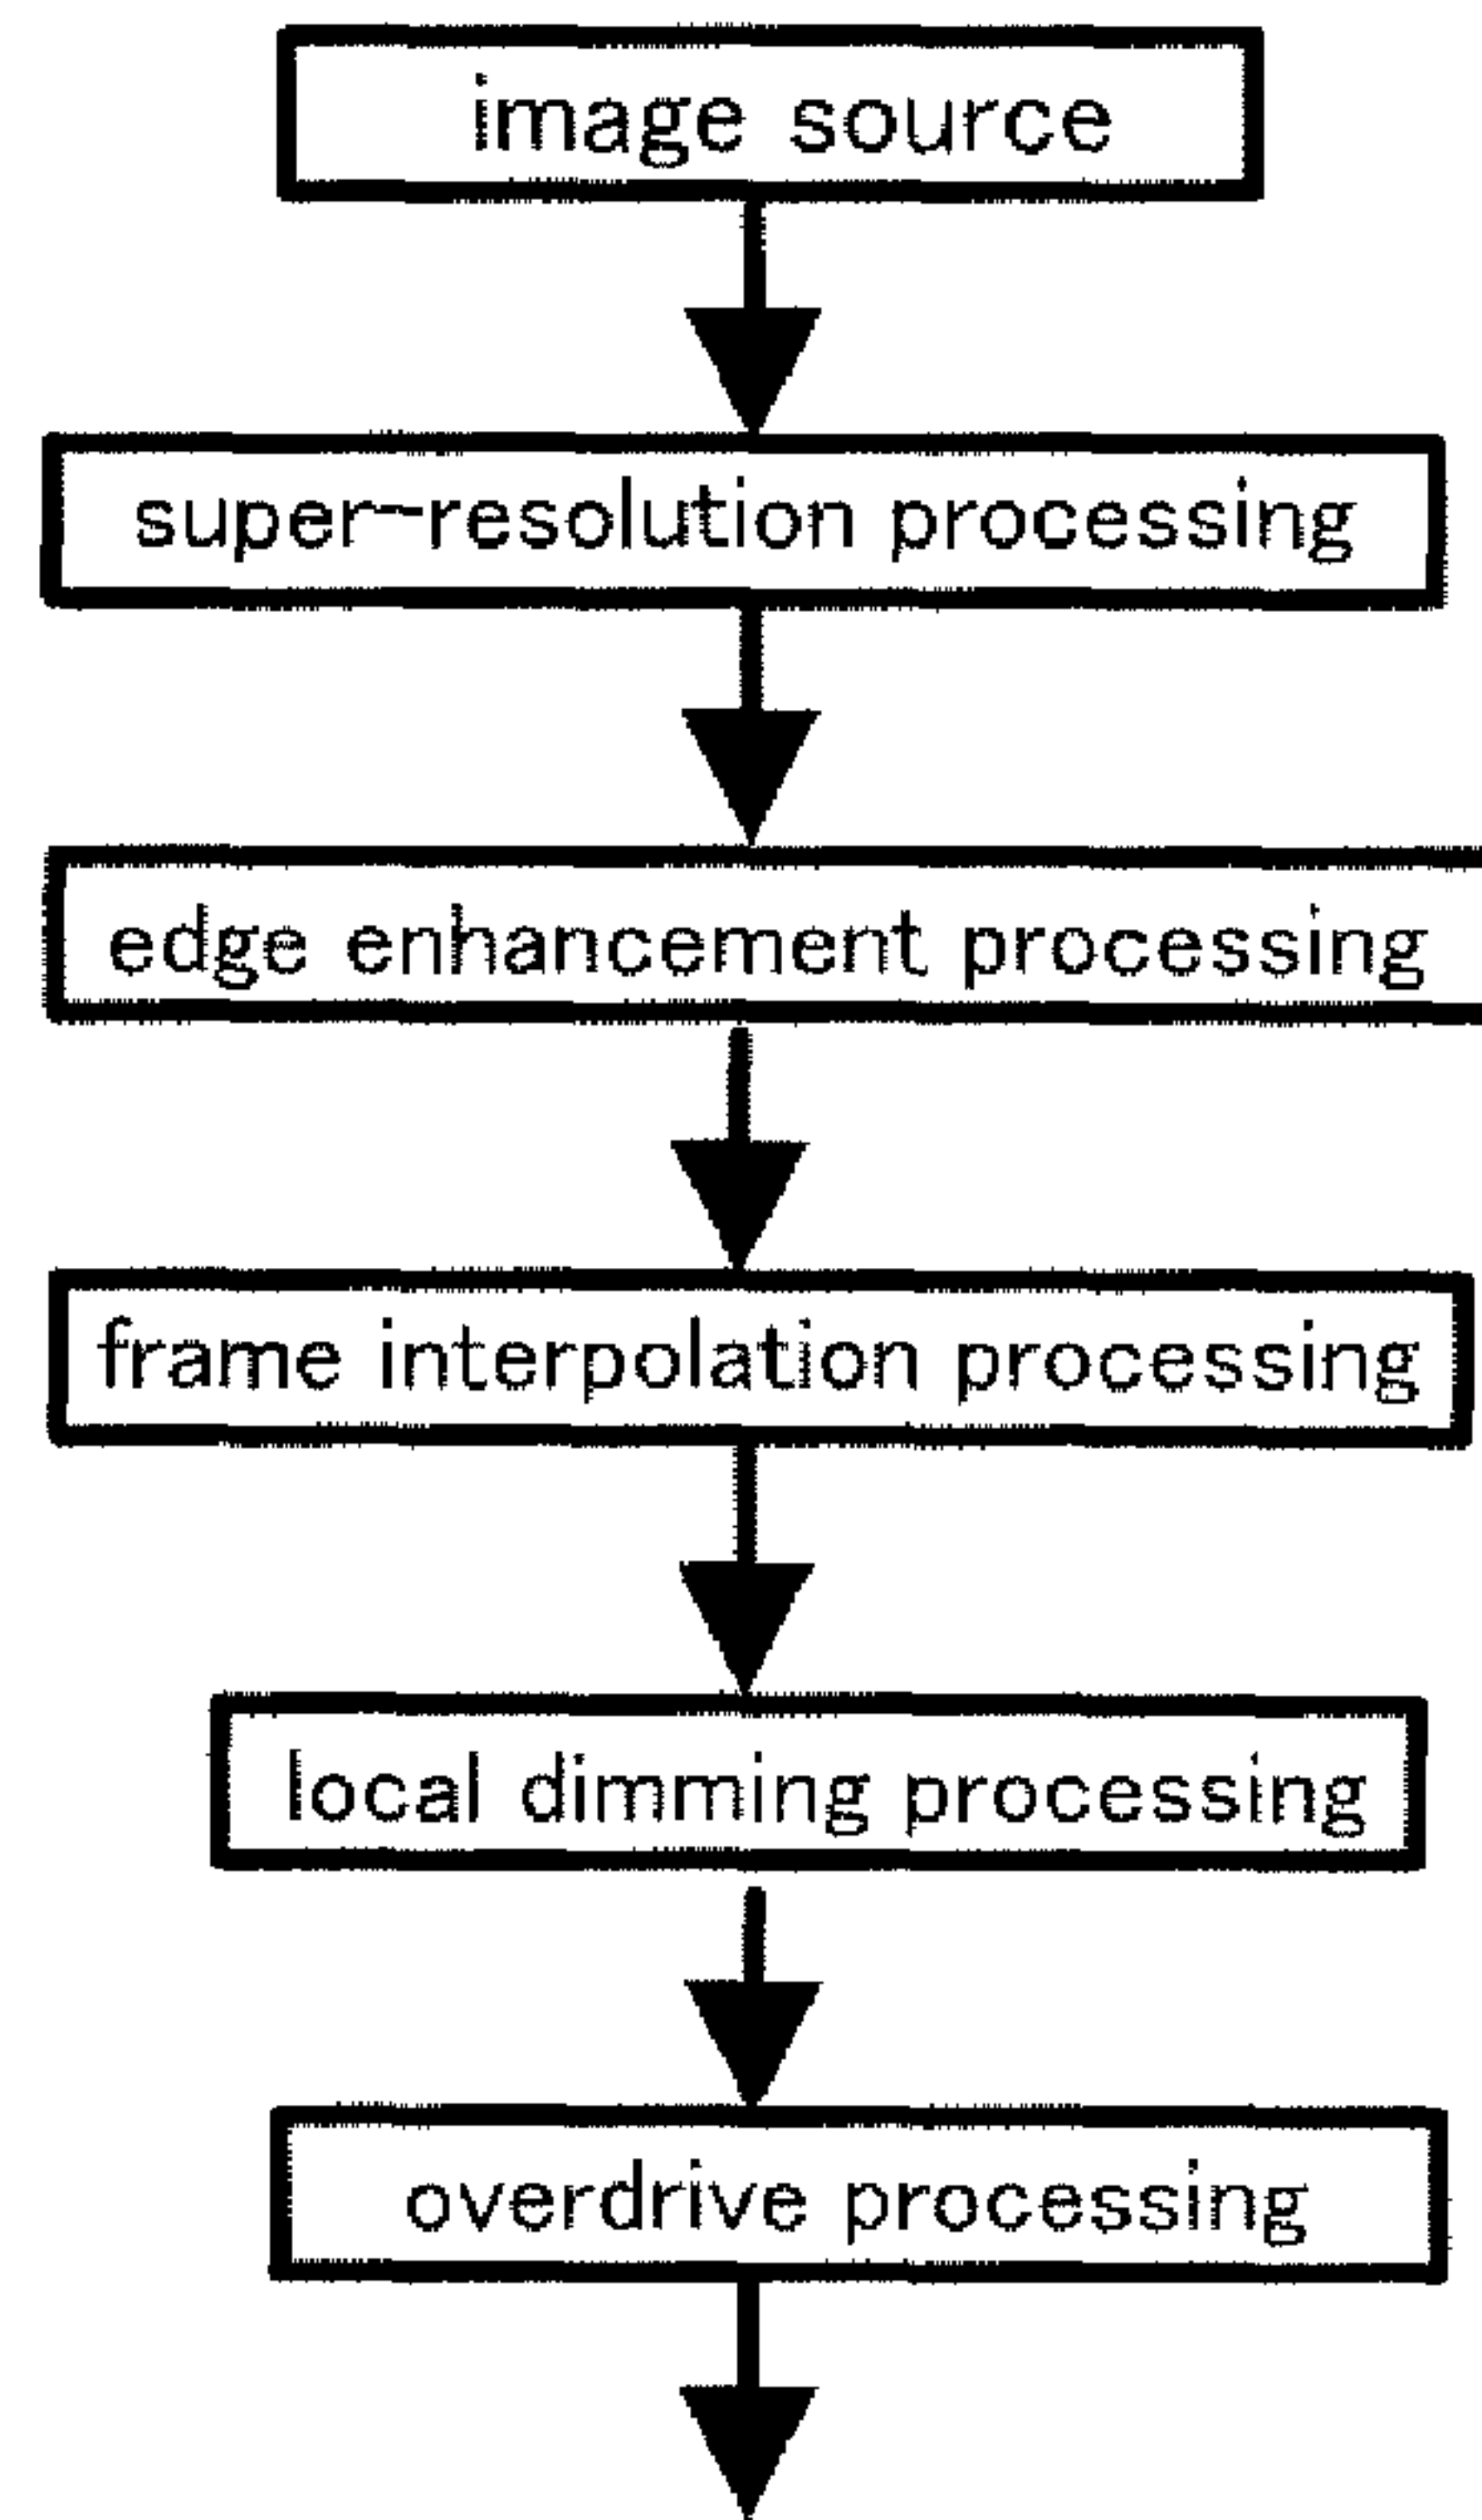 image source
super-resolution processing
edge enhancement processing
frame interpolation processing
local dimming processing
overdrive processing